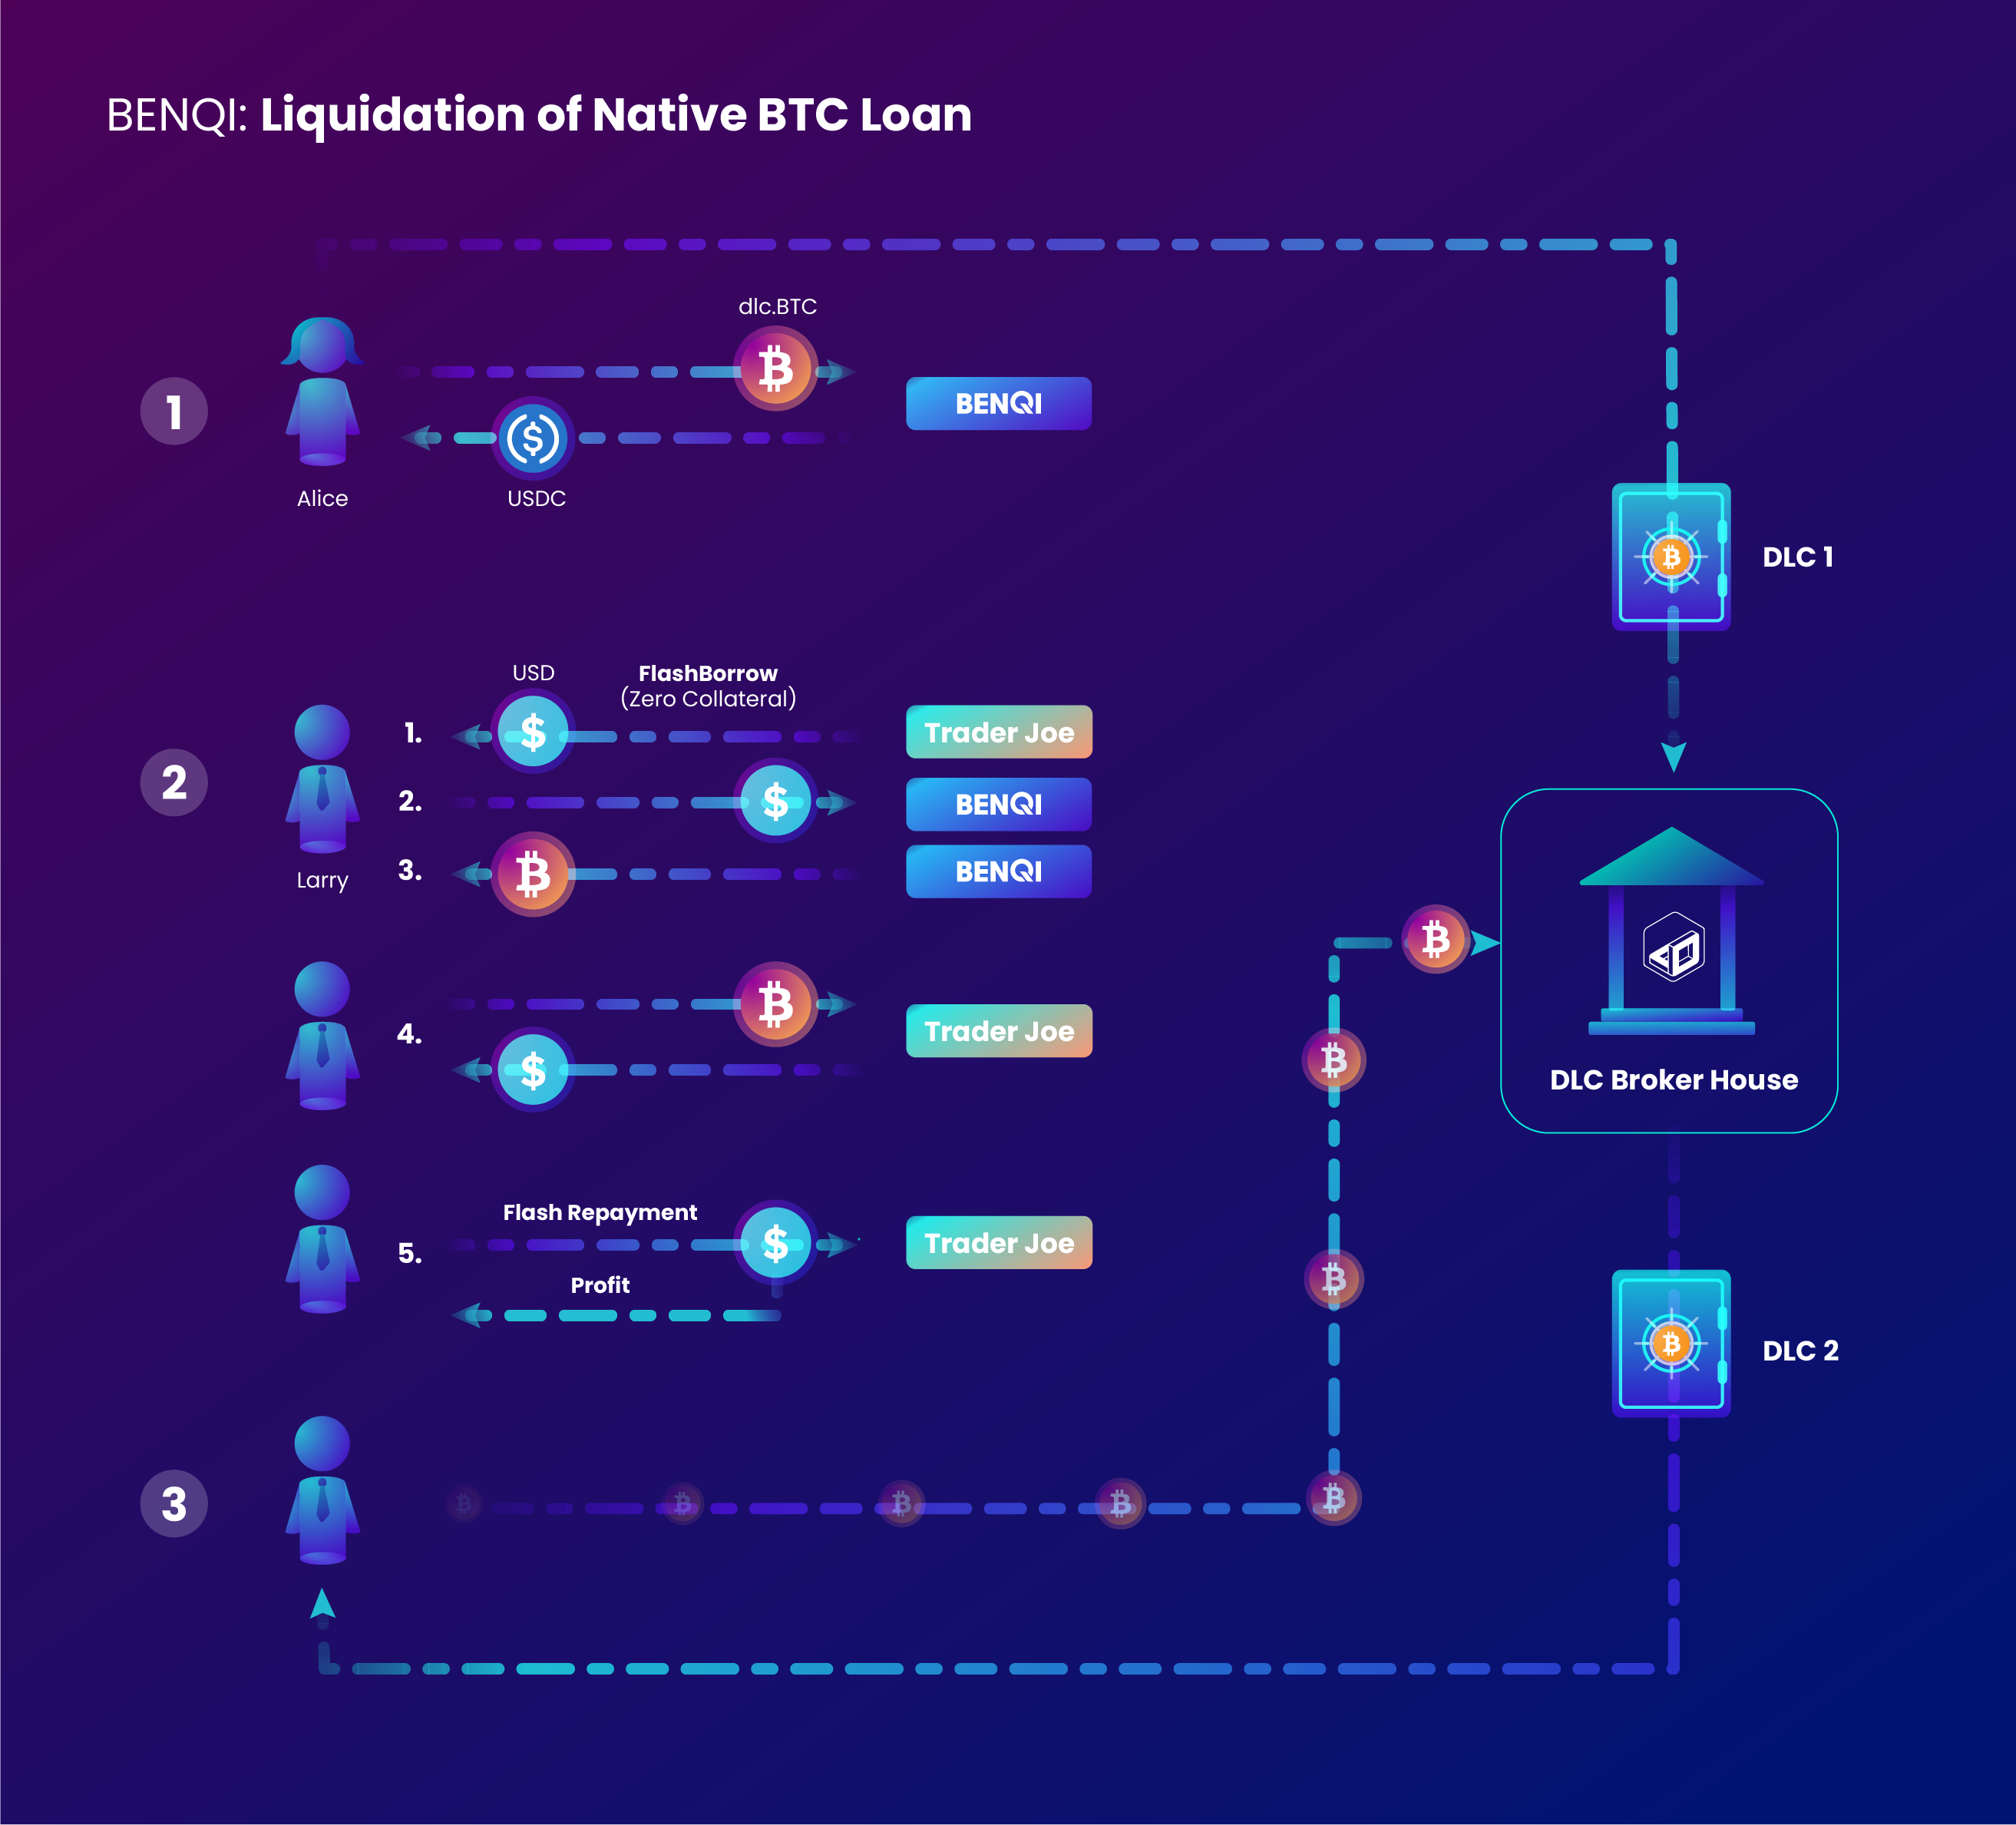 BENQI: Liquidation of Native BTC Loan
dlc.BTC
1
BENQI
Alice
USDC
DLC 1
USD
FlashBorrow
(Zero Collateral)
1.
Trader Joe
2
2.
BENQI
3.
BENQI
Larry
4.
Trader Joe
DLC Broker House
Flash Repayment
5.
Trader Joe
Profit
DLC 2
3